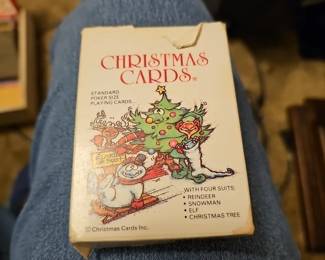 CHRISTMAS
CARDS®
STANDARD
POKER SIZE
PLAYING CARDS...
WITH FOUR SUITS:
• REINDEER
• SNOWMAN
• ELF
• CHRISTMAS TREE
© Christmas Cards Inc.